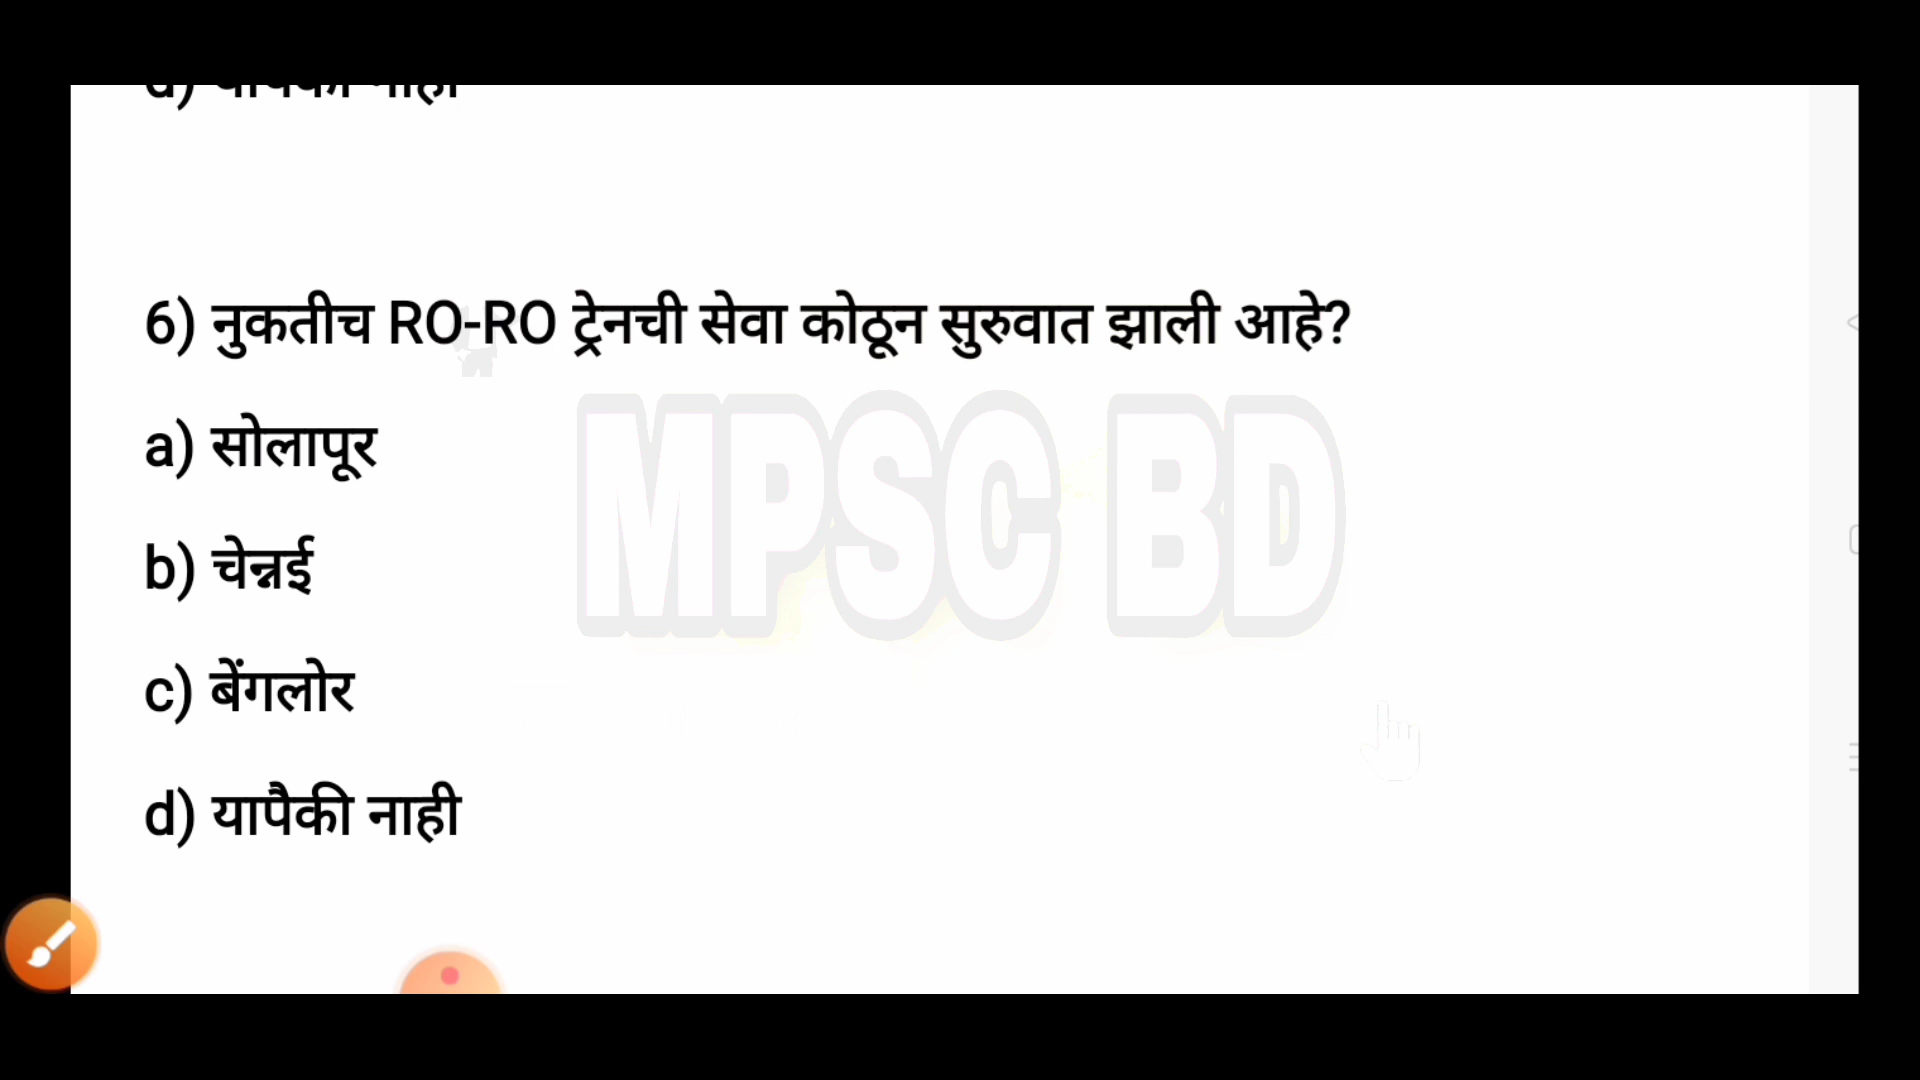 d) यापैकी नाही
6) नुकतीच RO-RO ट्रेनची सेवा कोठून सुरुवात झाली आहे?
a) सोलापूर
MPSC BD
b) चेन्नई
c) बेंगलोर
d) यापैकी नाही